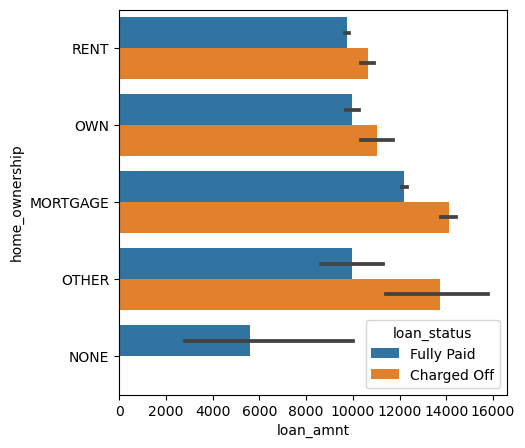 home_ownership
RENT
OWN
MORTGAGE
OTHER
NONE
loan_status
Fully Paid
Charged Off
0 2000 4000 6000 8000 10000 12000 14000 16000
loan_amnt